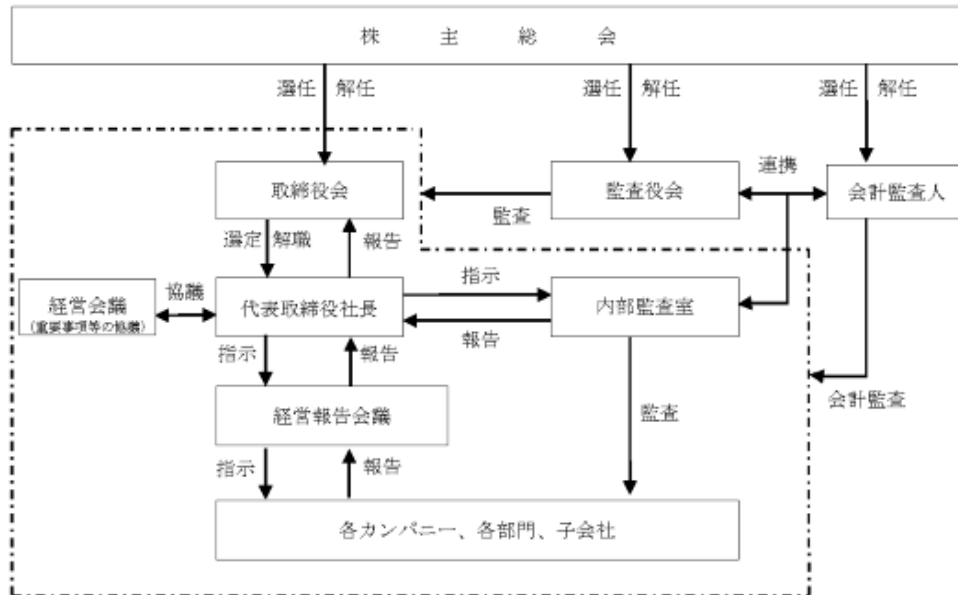 株主総会
選任 解任
選任 解任
選任 解任
取締役会
監査役会
連携
会計監査人
監査
選定 解職
報告
指示
経営会議
(重要事項等の協議)
協議
代表取締役社長
内部監査室
報告
指示
報告
会計監査
経営報告会議
監査
指示
報告
各カンパニー、各部門、子会社